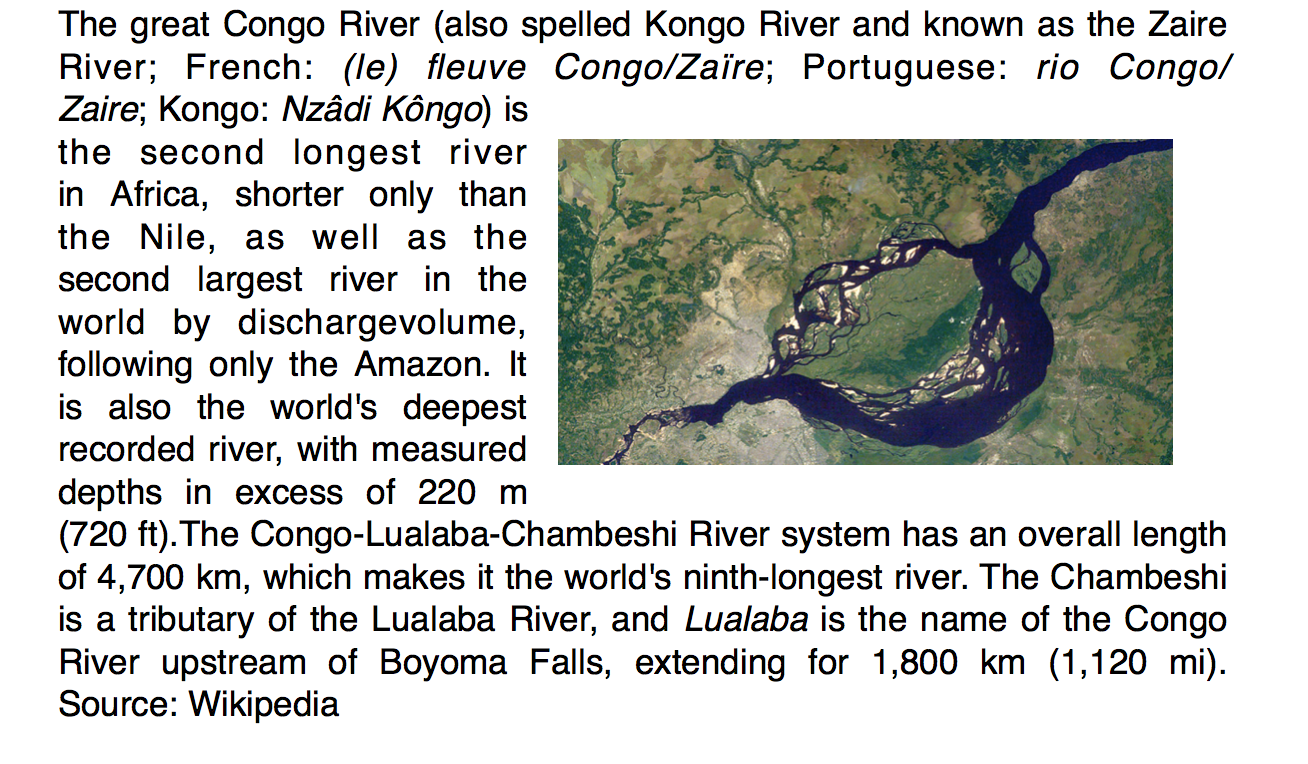 The great Congo River (also spelled Kongo River and known as the Zaire
River; French: (le) fleuve Congo/Zaïre; Portuguese: rio Congo/
Zaire; Kongo: Nzâdi Kôngo) is
the second longest river
in Africa, shorter only than
the Nile, as well as the
second largest river in the
world by dischargevolume,
following only the Amazon. It
is also the world's deepest
recorded river, with measured
depths in excess of 220 m
(720 ft).The Congo-Lualaba-Chambeshi River system has an overall length
of 4,700 km, which makes it the world's ninth-longest river. The Chambeshi
is a tributary of the Lualaba River, and Lualaba is the name of the Congo
River upstream of Boyoma Falls, extending for 1,800 km (1,120 mi).
Source: Wikipedia